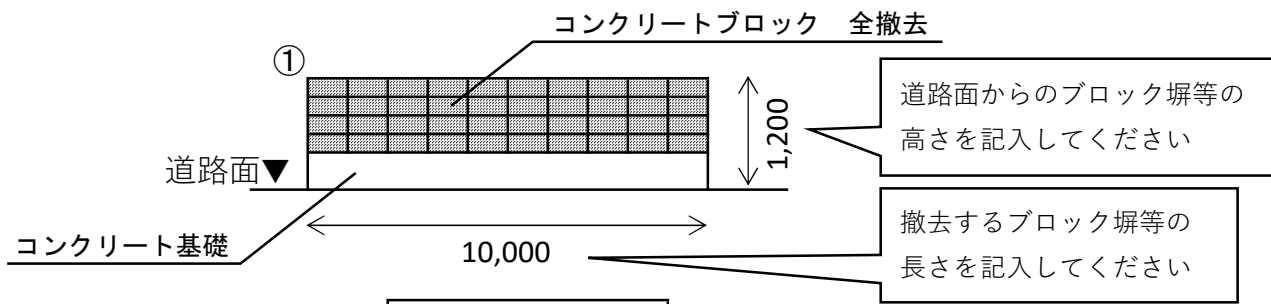 コンクリートブロック　全撤去
①
道路面からのブロック塀等の
高さを記入してください
1,200
道路面▼
コンクリート基礎
10,000
撤去するブロック塀等の
長さを記入してください